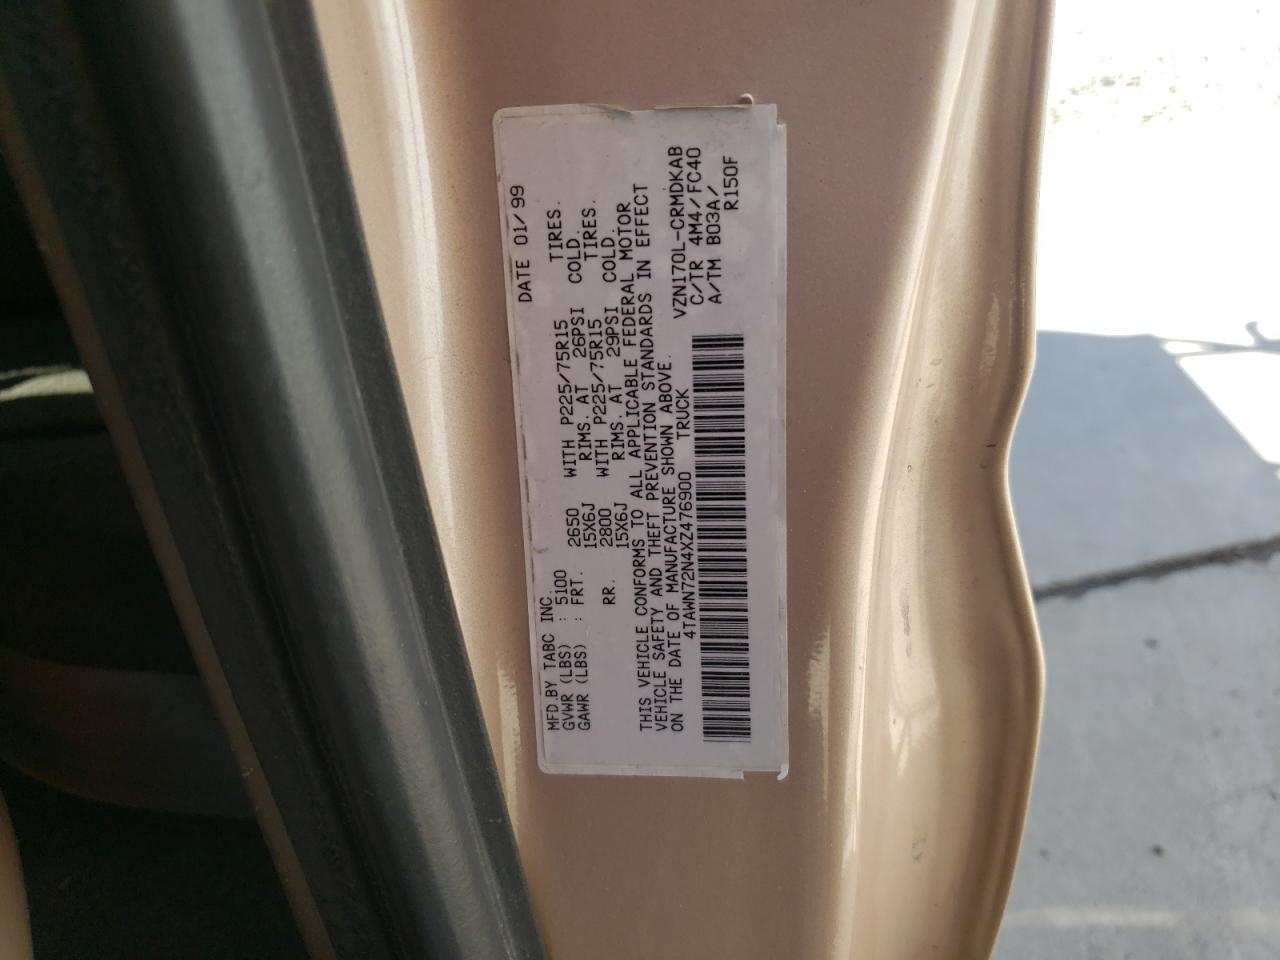 DATE 01/99
MFD.BY TABC INC.
GVWR (LBS) : 5100 WITH P225/75R15 TIRES.
GAWR (LBS) : FRT. 2650 RIMS. AT 26PSI COLD.
15X6J WITH P225/75R15 TIRES.
RR. 2800 RIMS. AT 29PSI COLD.
15X6J
THIS VEHICLE CONFORMS TO ALL APPLICABLE FEDERAL MOTOR
VEHICLE SAFETY AND THEFT PREVENTION STANDARDS IN EFFECT
ON THE DATE OF MANUFACTURE SHOWN ABOVE.
4TAWN72N4XZ476900 TRUCK
VZN170L-CRMDKAB
C/TR 4M4/FC40
A/TM B03A/
R150F